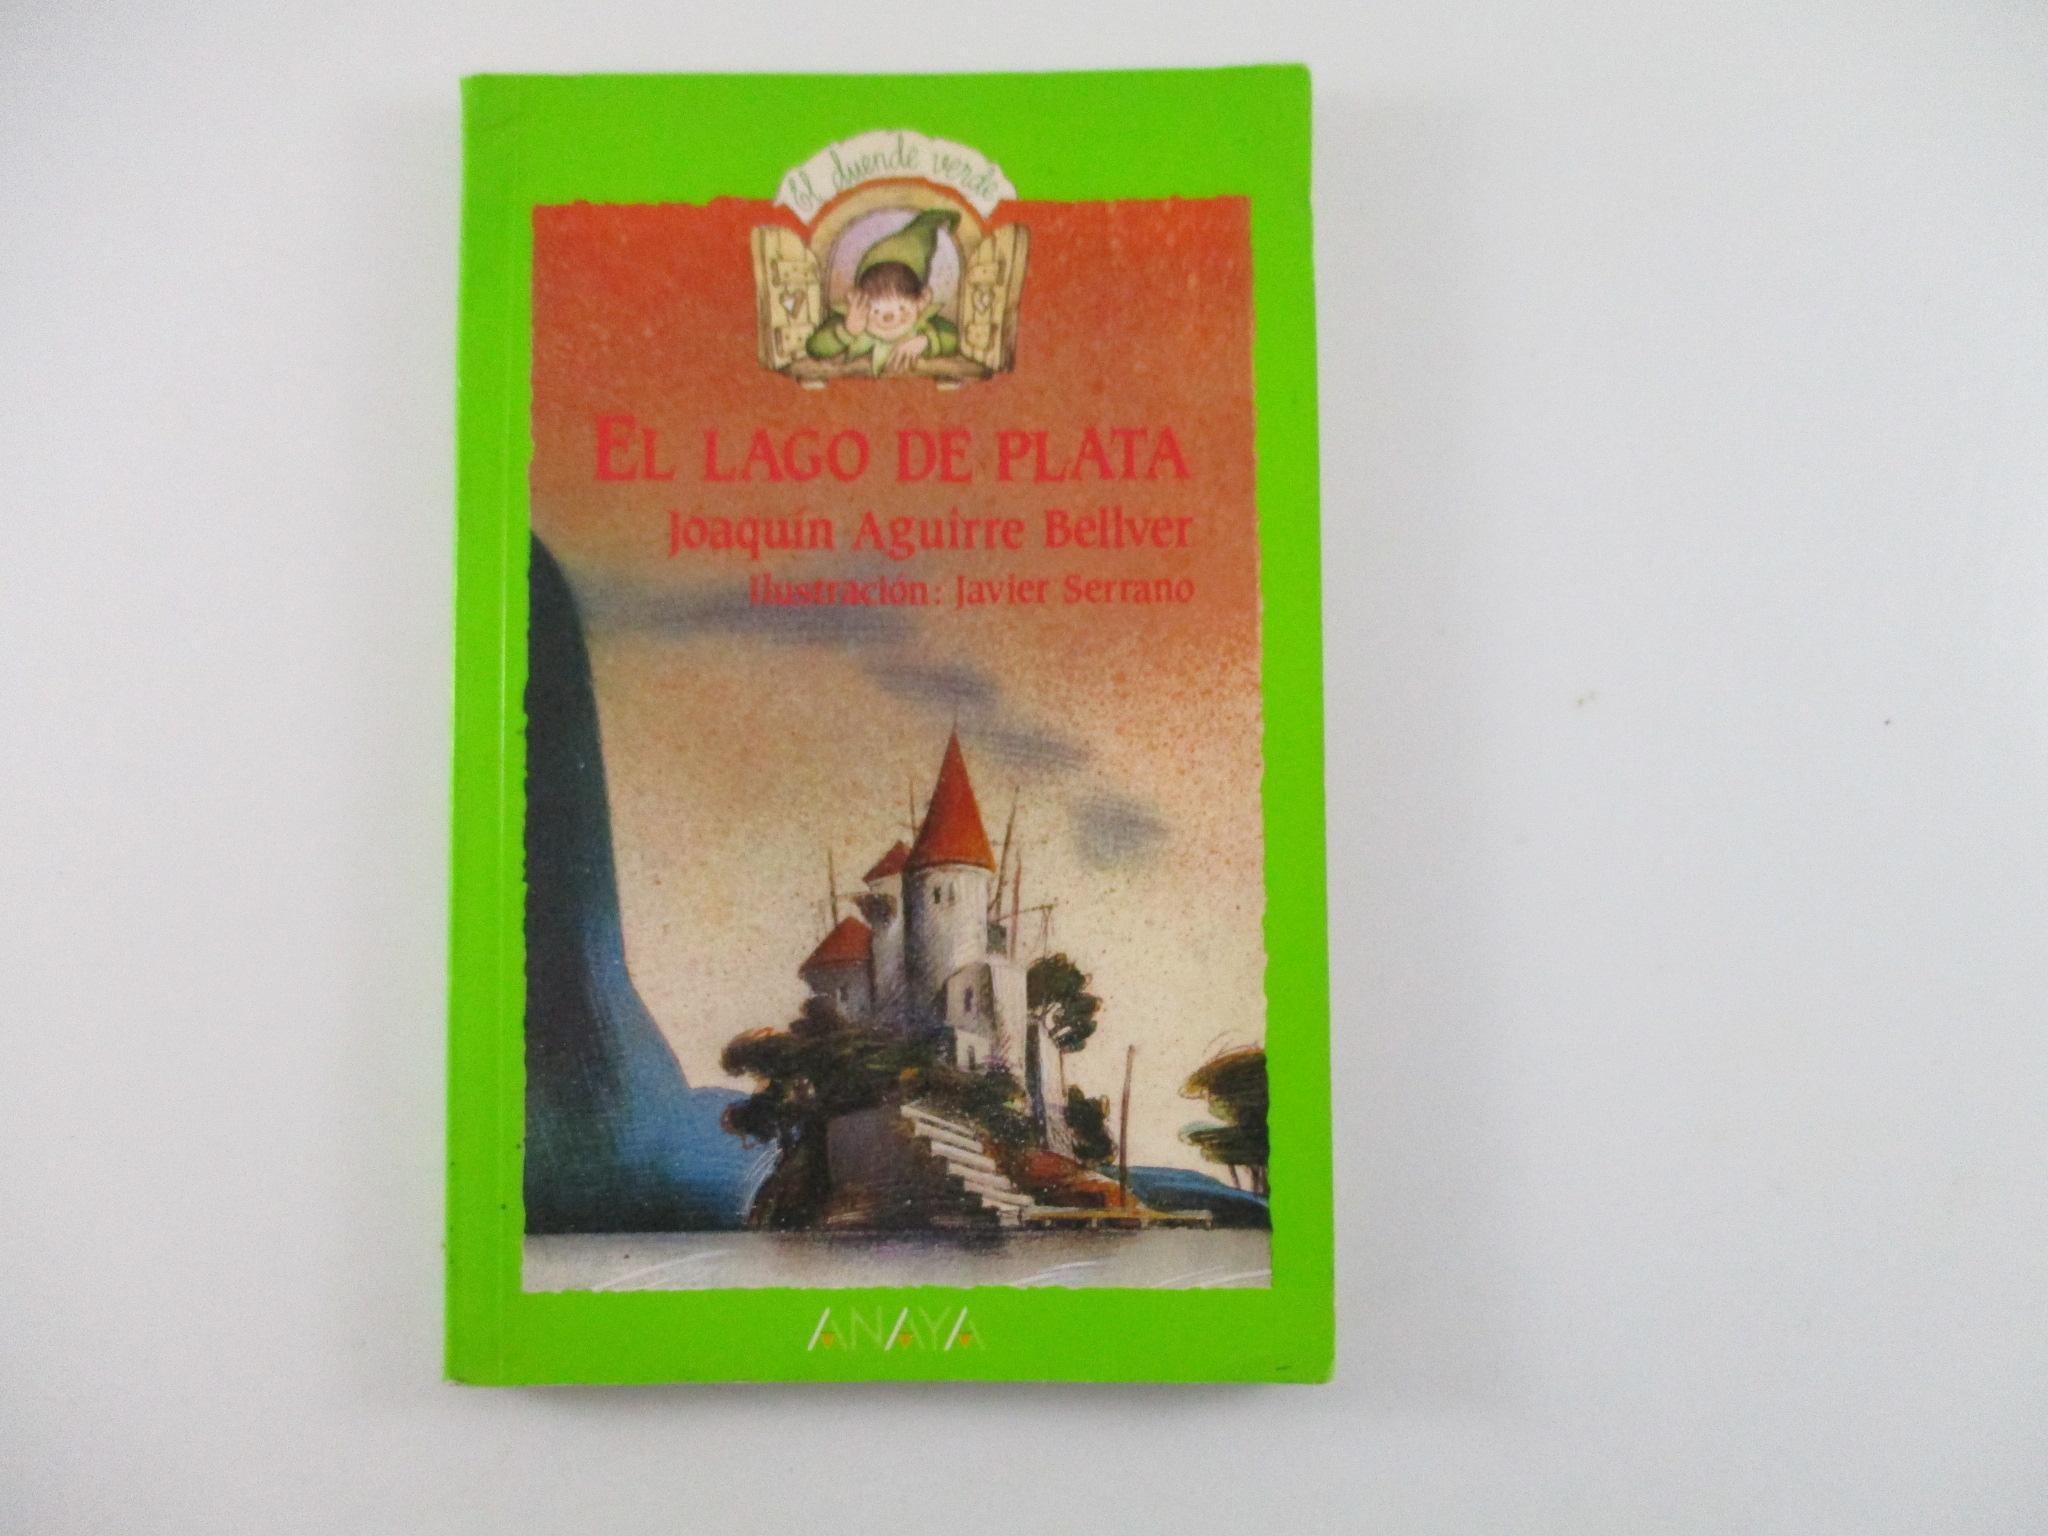 El duende verde
EL LAGO DE PLATA
Joaquín Aguirre Bellver
Ilustración: Javier Serrano
ANAYA